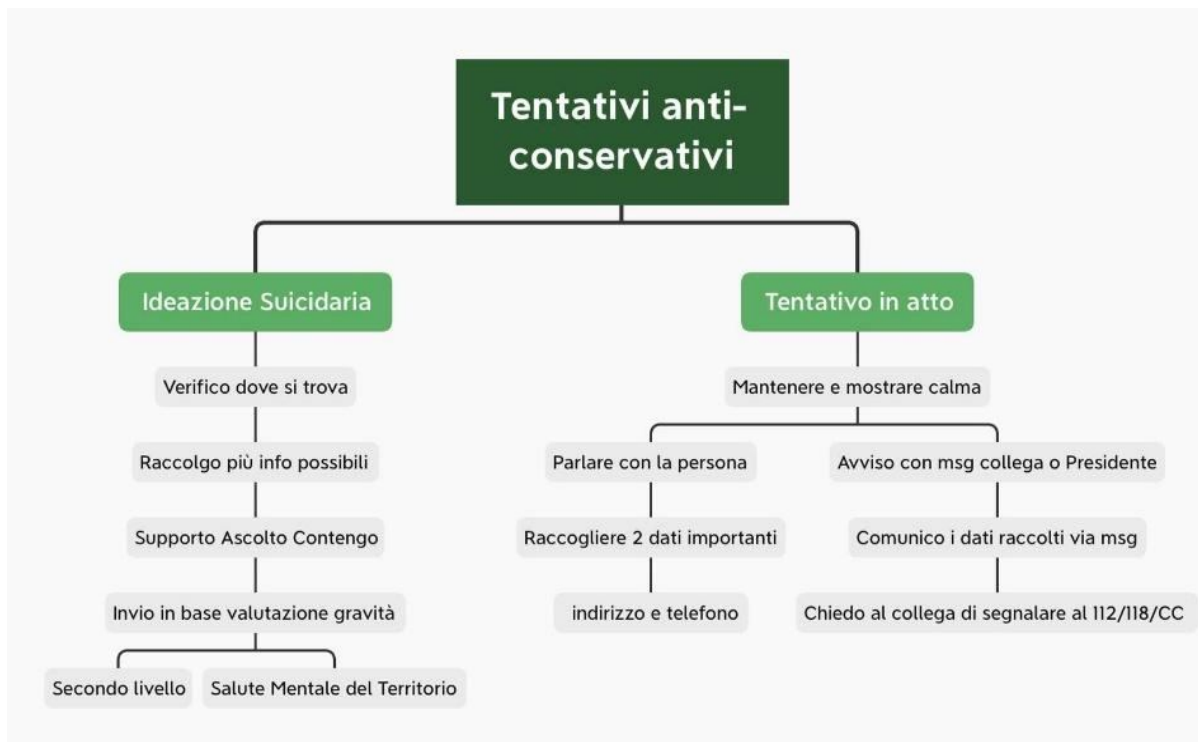 Tentativi anti-
conservativi
Ideazione Suicidaria
Tentativo in atto
Verifico dove si trova
Mantenere e mostrare calma
Raccolgo più info possibili
Parlare con la persona
Avviso con msg collega o Presidente
Supporto Ascolto Contengo
Raccogliere 2 dati importanti
Comunico i dati raccolti via msg
Invio in base valutazione gravità
indirizzo e telefono
Chiedo al collega di segnalare al 112/118/CC
Secondo livello
Salute Mentale del Territorio